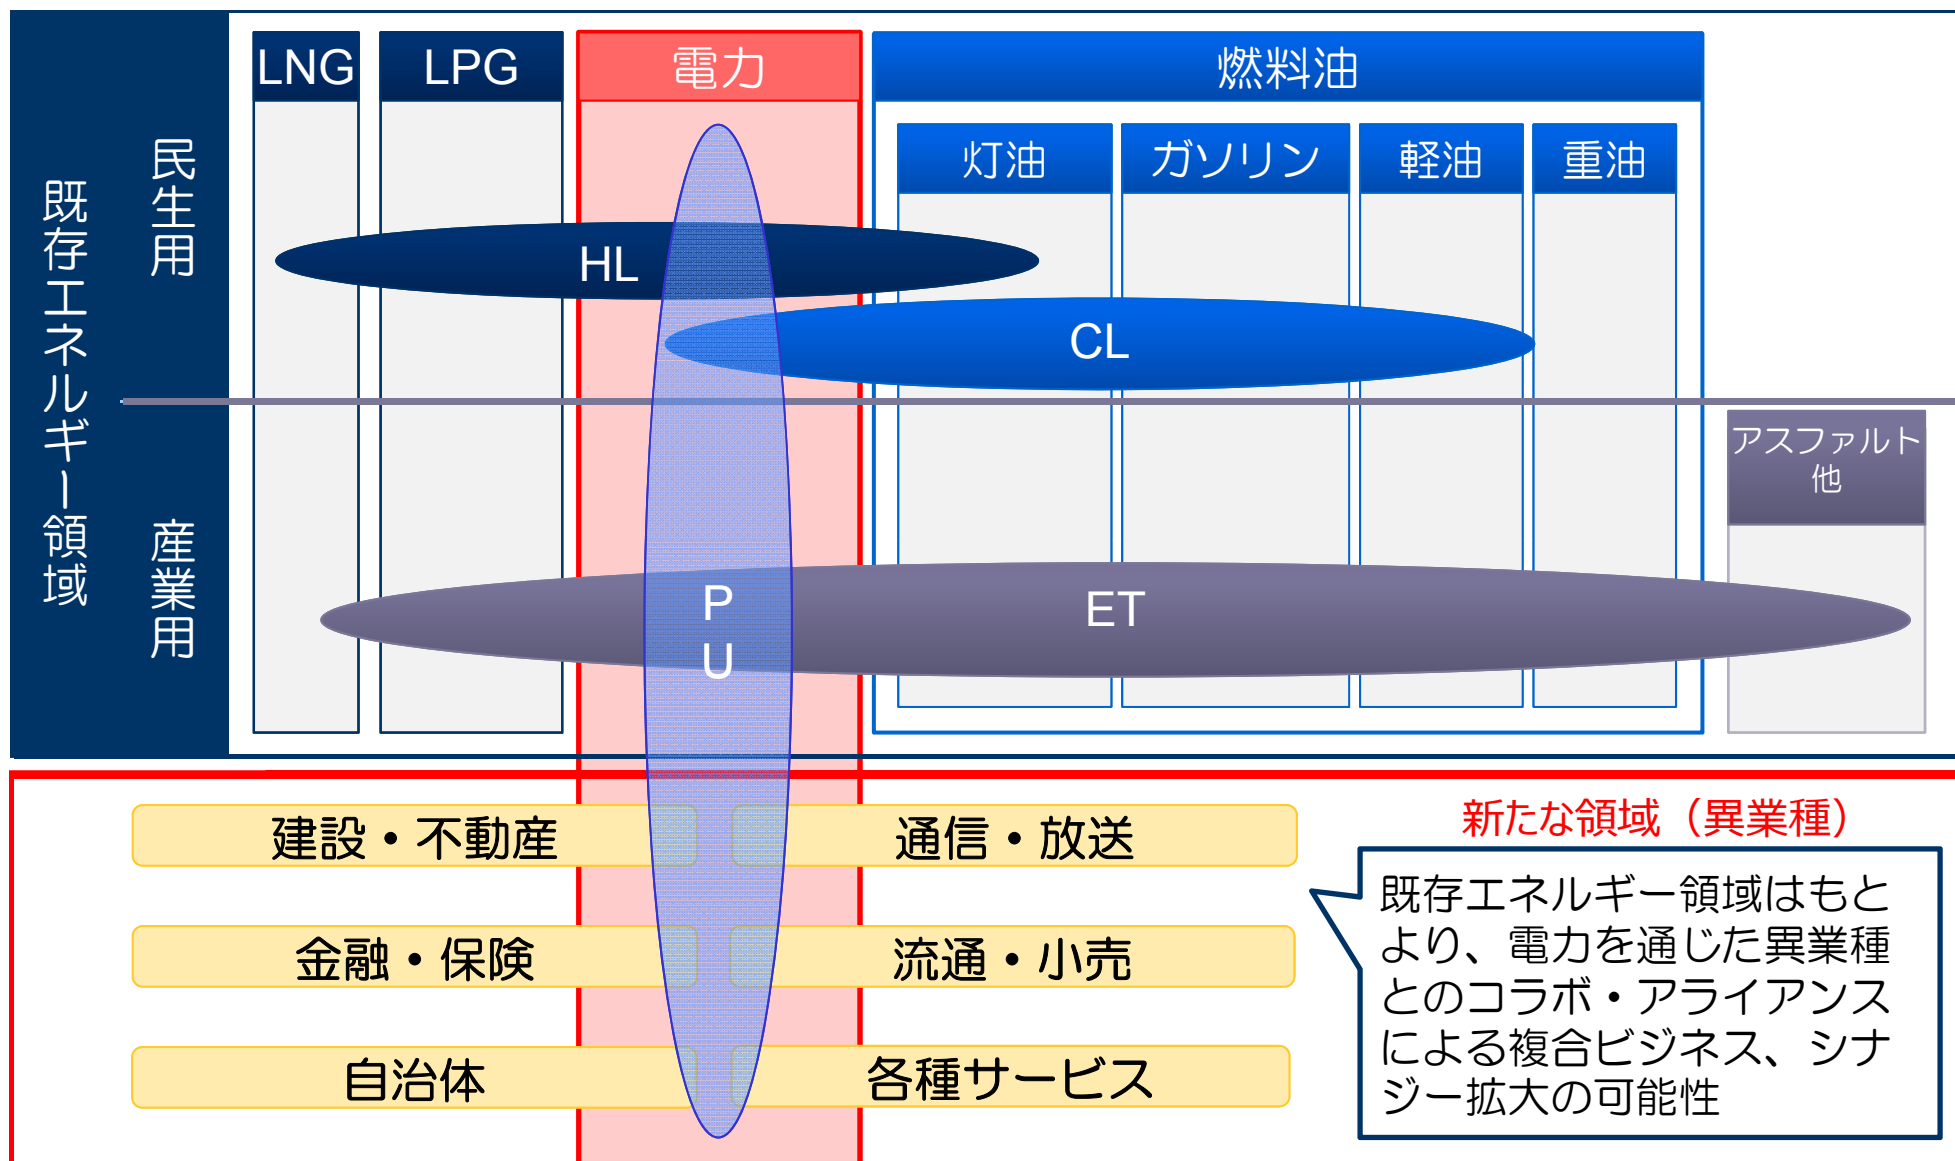 LNG
LPG
電力
燃料油
灯油
ガソリン
軽油
重油
既存エネルギー領域
民生用
HL
CL
アスファルト
他
産業用
P
U
ET
新たな領域（異業種）
建設・不動産
通信・放送
金融・保険
流通・小売
自治体
各種サービス
既存エネルギー領域はもと
より、電力を通じた異業種
とのコラボ・アライアンス
による複合ビジネス、シナ
ジー拡大の可能性